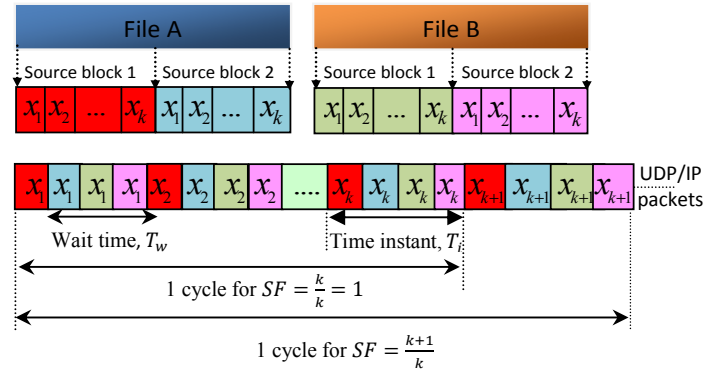 File A File B
Source block 1 Source block 2 Source block 1 Source block 2
x₁ x₂ ... xₖ x₁ x₂ ... xₖ x₁ x₂ ... xₖ x₁ x₂ ... xₖ
x₁ x₁ x₁ x₁ x₂ x₂ x₂ x₂ .... xₖ xₖ xₖ xₖ xₖ₊₁ xₖ₊₁ xₖ₊₁ xₖ₊₁ UDP/IP
packets
Wait time, T_w Time instant, T_i
1 cycle for SF = k/k = 1
1 cycle for SF = k+1/k